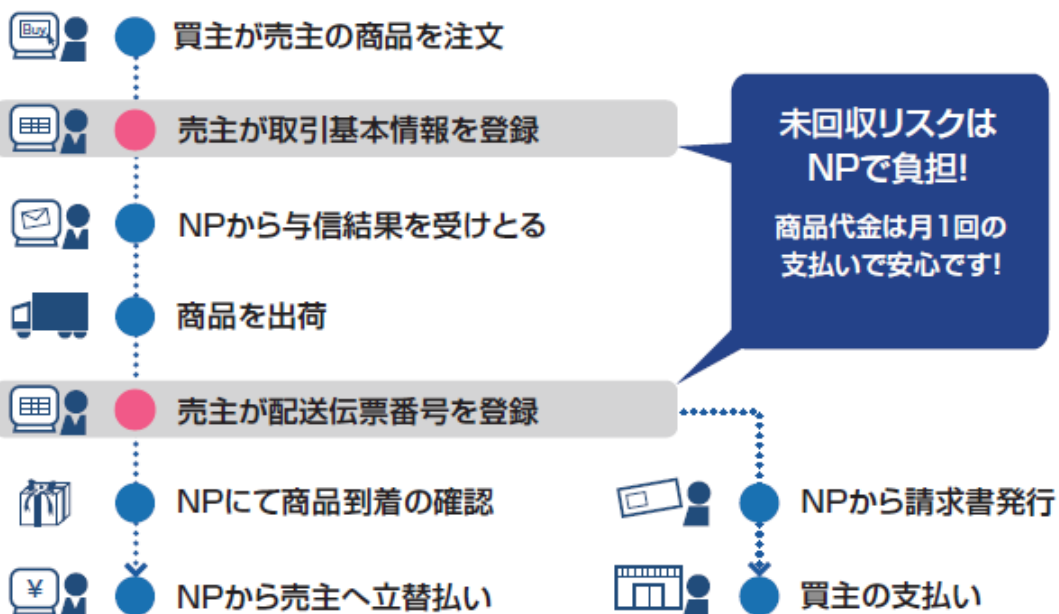 Buy
買主が売主の商品を注文
売主が取引基本情報を登録
未回収リスクは
NPで負担!
商品代金は月1回の
支払いで安心です!
NPから与信結果を受けとる
商品を出荷
売主が配送伝票番号を登録
NPにて商品到着の確認
NPから請求書発行
¥
NPから売主へ立替払い
買主の支払い